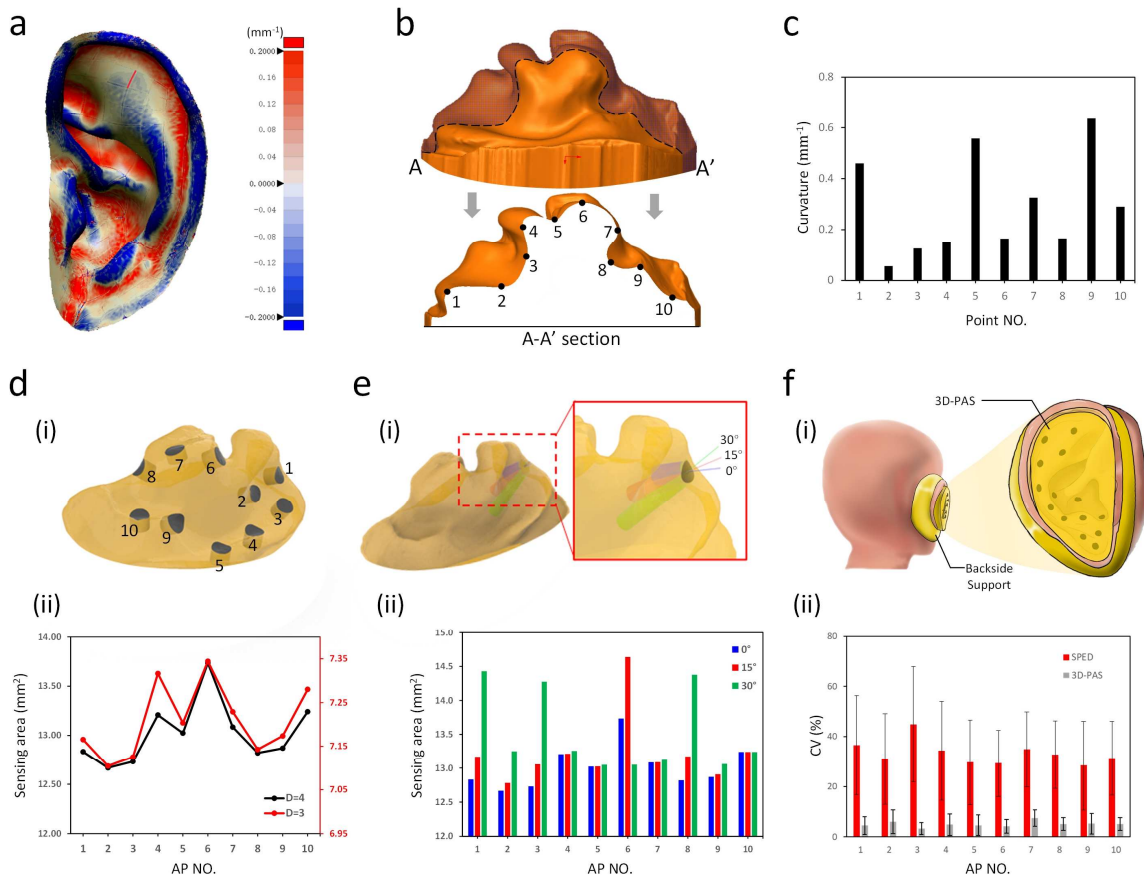 a
(mm⁻¹)
0.2000
0.16
0.12
0.08
0.04
0.0000
−0.04
−0.08
−0.12
−0.16
−0.2000
b
A
A'
1
2
3
4
5
6
7
8
9
10
A-A' section
c
Curvature (mm⁻¹)
0.8
0.6
0.4
0.2
0
1 2 3 4 5 6 7 8 9 10
Point NO.
d
(i)
8
7
6
1
2
3
10
9
4
5
(ii)
Sensing area (mm²)
14.00
13.50
13.00
12.50
12.00
7.35
7.25
7.15
7.05
6.95
D=4
D=3
1 2 3 4 5 6 7 8 9 10
AP NO.
e
(i)
30°
15°
0°
(ii)
Sensing area (mm²)
15.0
14.5
14.0
13.5
13.0
12.5
12.0
0°
15°
30°
1 2 3 4 5 6 7 8 9 10
AP NO.
f
(i)
3D-PAS
Backside
Support
(ii)
CV (%)
80
60
40
20
0
SPED
3D-PAS
1 2 3 4 5 6 7 8 9 10
AP NO.